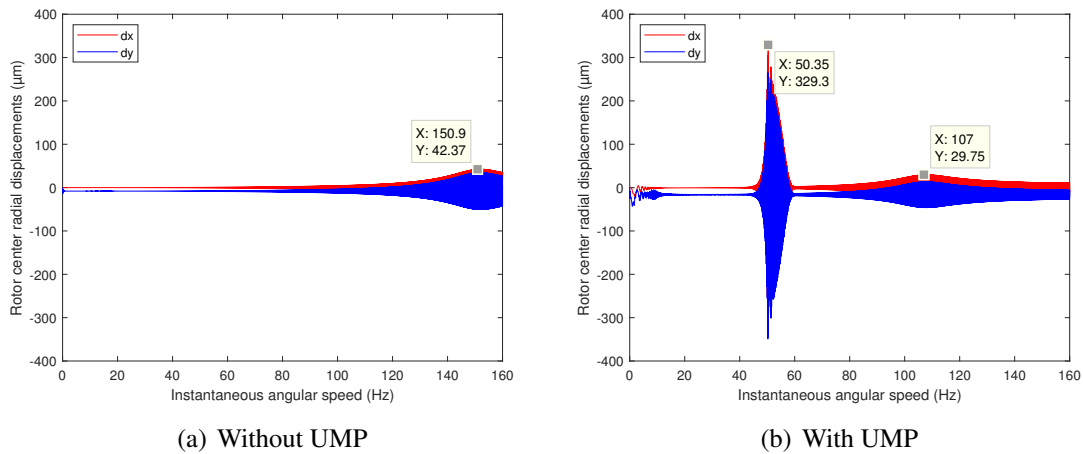 400
300
200
100
0
-100
-200
-300
-400
Rotor center radial displacements (µm)
dx
dy
X: 150.9
Y: 42.37
0 20 40 60 80 100 120 140 160
Instantaneous angular speed (Hz)
(a) Without UMP
400
300
200
100
0
-100
-200
-300
-400
Rotor center radial displacements (µm)
dx
dy
X: 50.35
Y: 329.3
X: 107
Y: 29.75
0 20 40 60 80 100 120 140 160
Instantaneous angular speed (Hz)
(b) With UMP